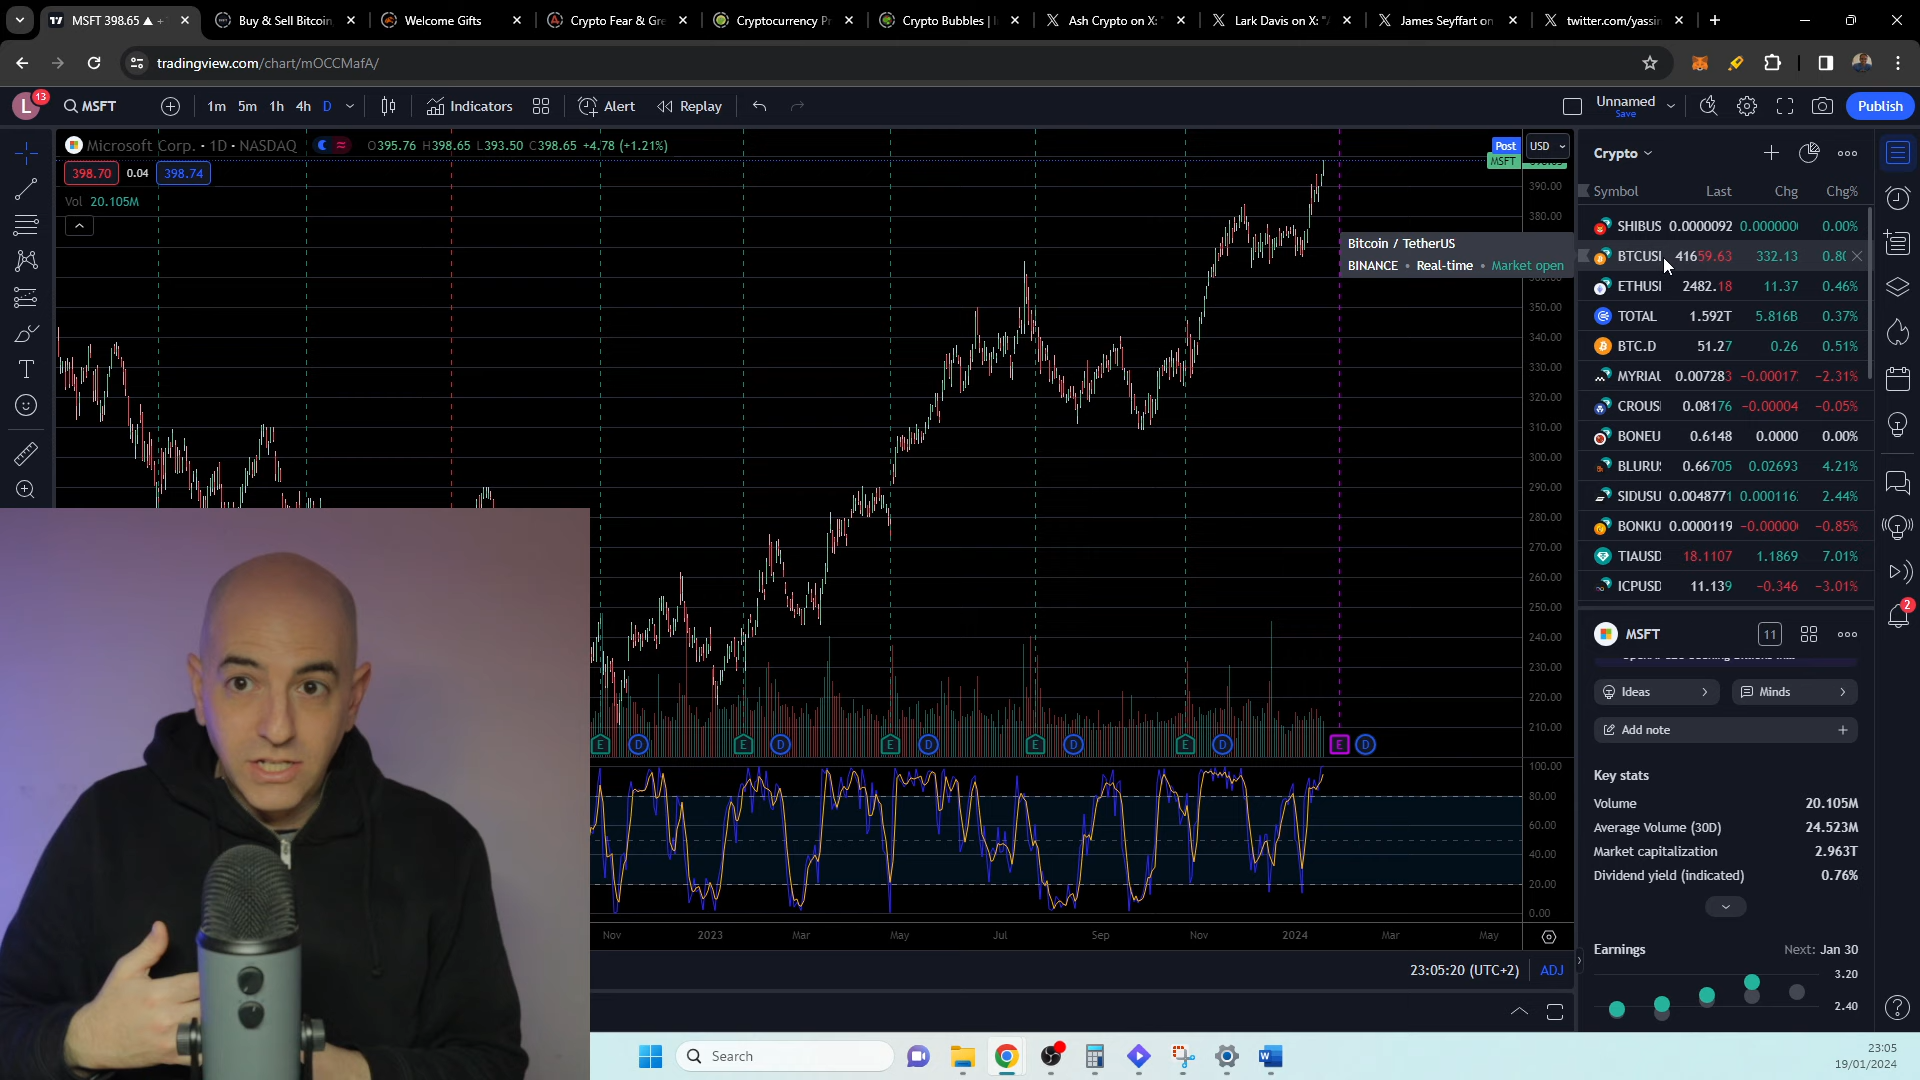 MSFT 398.65 ▲ +
Buy & Sell Bitcoin
Welcome Gifts
Crypto Fear & Gre
Cryptocurrency P
Crypto Bubbles |
Ash Crypto on X:
Lark Davis on X: "
James Seyffart on
twitter.com/yassin
tradingview.com/chart/mOCCMafA/
L
13
MSFT
1m 5m 1h 4h D
Indicators
Alert
Replay
Unnamed
Save
Publish
Microsoft Corp. • 1D • NASDAQ
O395.76 H398.65 L393.50 C398.65 +4.78 (+1.21%)
398.70 0.04 398.74
Vol 20.105M
Post
MSFT
USD
390.00
380.00
350.00
340.00
330.00
320.00
310.00
300.00
290.00
280.00
270.00
260.00
250.00
240.00
230.00
220.00
210.00
100.00
80.00
60.00
40.00
20.00
0.00
Bitcoin / TetherUS
BINANCE • Real-time • Market open
E D E D E D E D E D E D
Nov 2023 Mar May Jul Sep Nov 2024 Mar May
23:05:20 (UTC+2) ADJ
Crypto
Symbol Last Chg Chg%
SHIBUS 0.0000092 0.0000000 0.00%
BTCUSI 41659.63 332.13 0.80
ETHUSI 2482.18 11.37 0.46%
TOTAL 1.592T 5.816B 0.37%
BTC.D 51.27 0.26 0.51%
MYRIAU 0.007283 −0.00017 −2.31%
CROUS 0.08176 −0.00004 −0.05%
BONEU 0.6148 0.0000 0.00%
BLURU 0.66705 0.02693 4.21%
SIDUSU 0.0048771 0.000116 2.44%
BONKU 0.0000119 −0.00000 −0.85%
TIAUSD 18.1107 1.1869 7.01%
ICPUSD 11.139 −0.346 −3.01%
MSFT
11
Ideas
Minds
Add note
Key stats
Volume 20.105M
Average Volume (30D) 24.523M
Market capitalization 2.963T
Dividend yield (indicated) 0.76%
Earnings Next: Jan 30
3.20
2.40
2
Search
23:05
19/01/2024